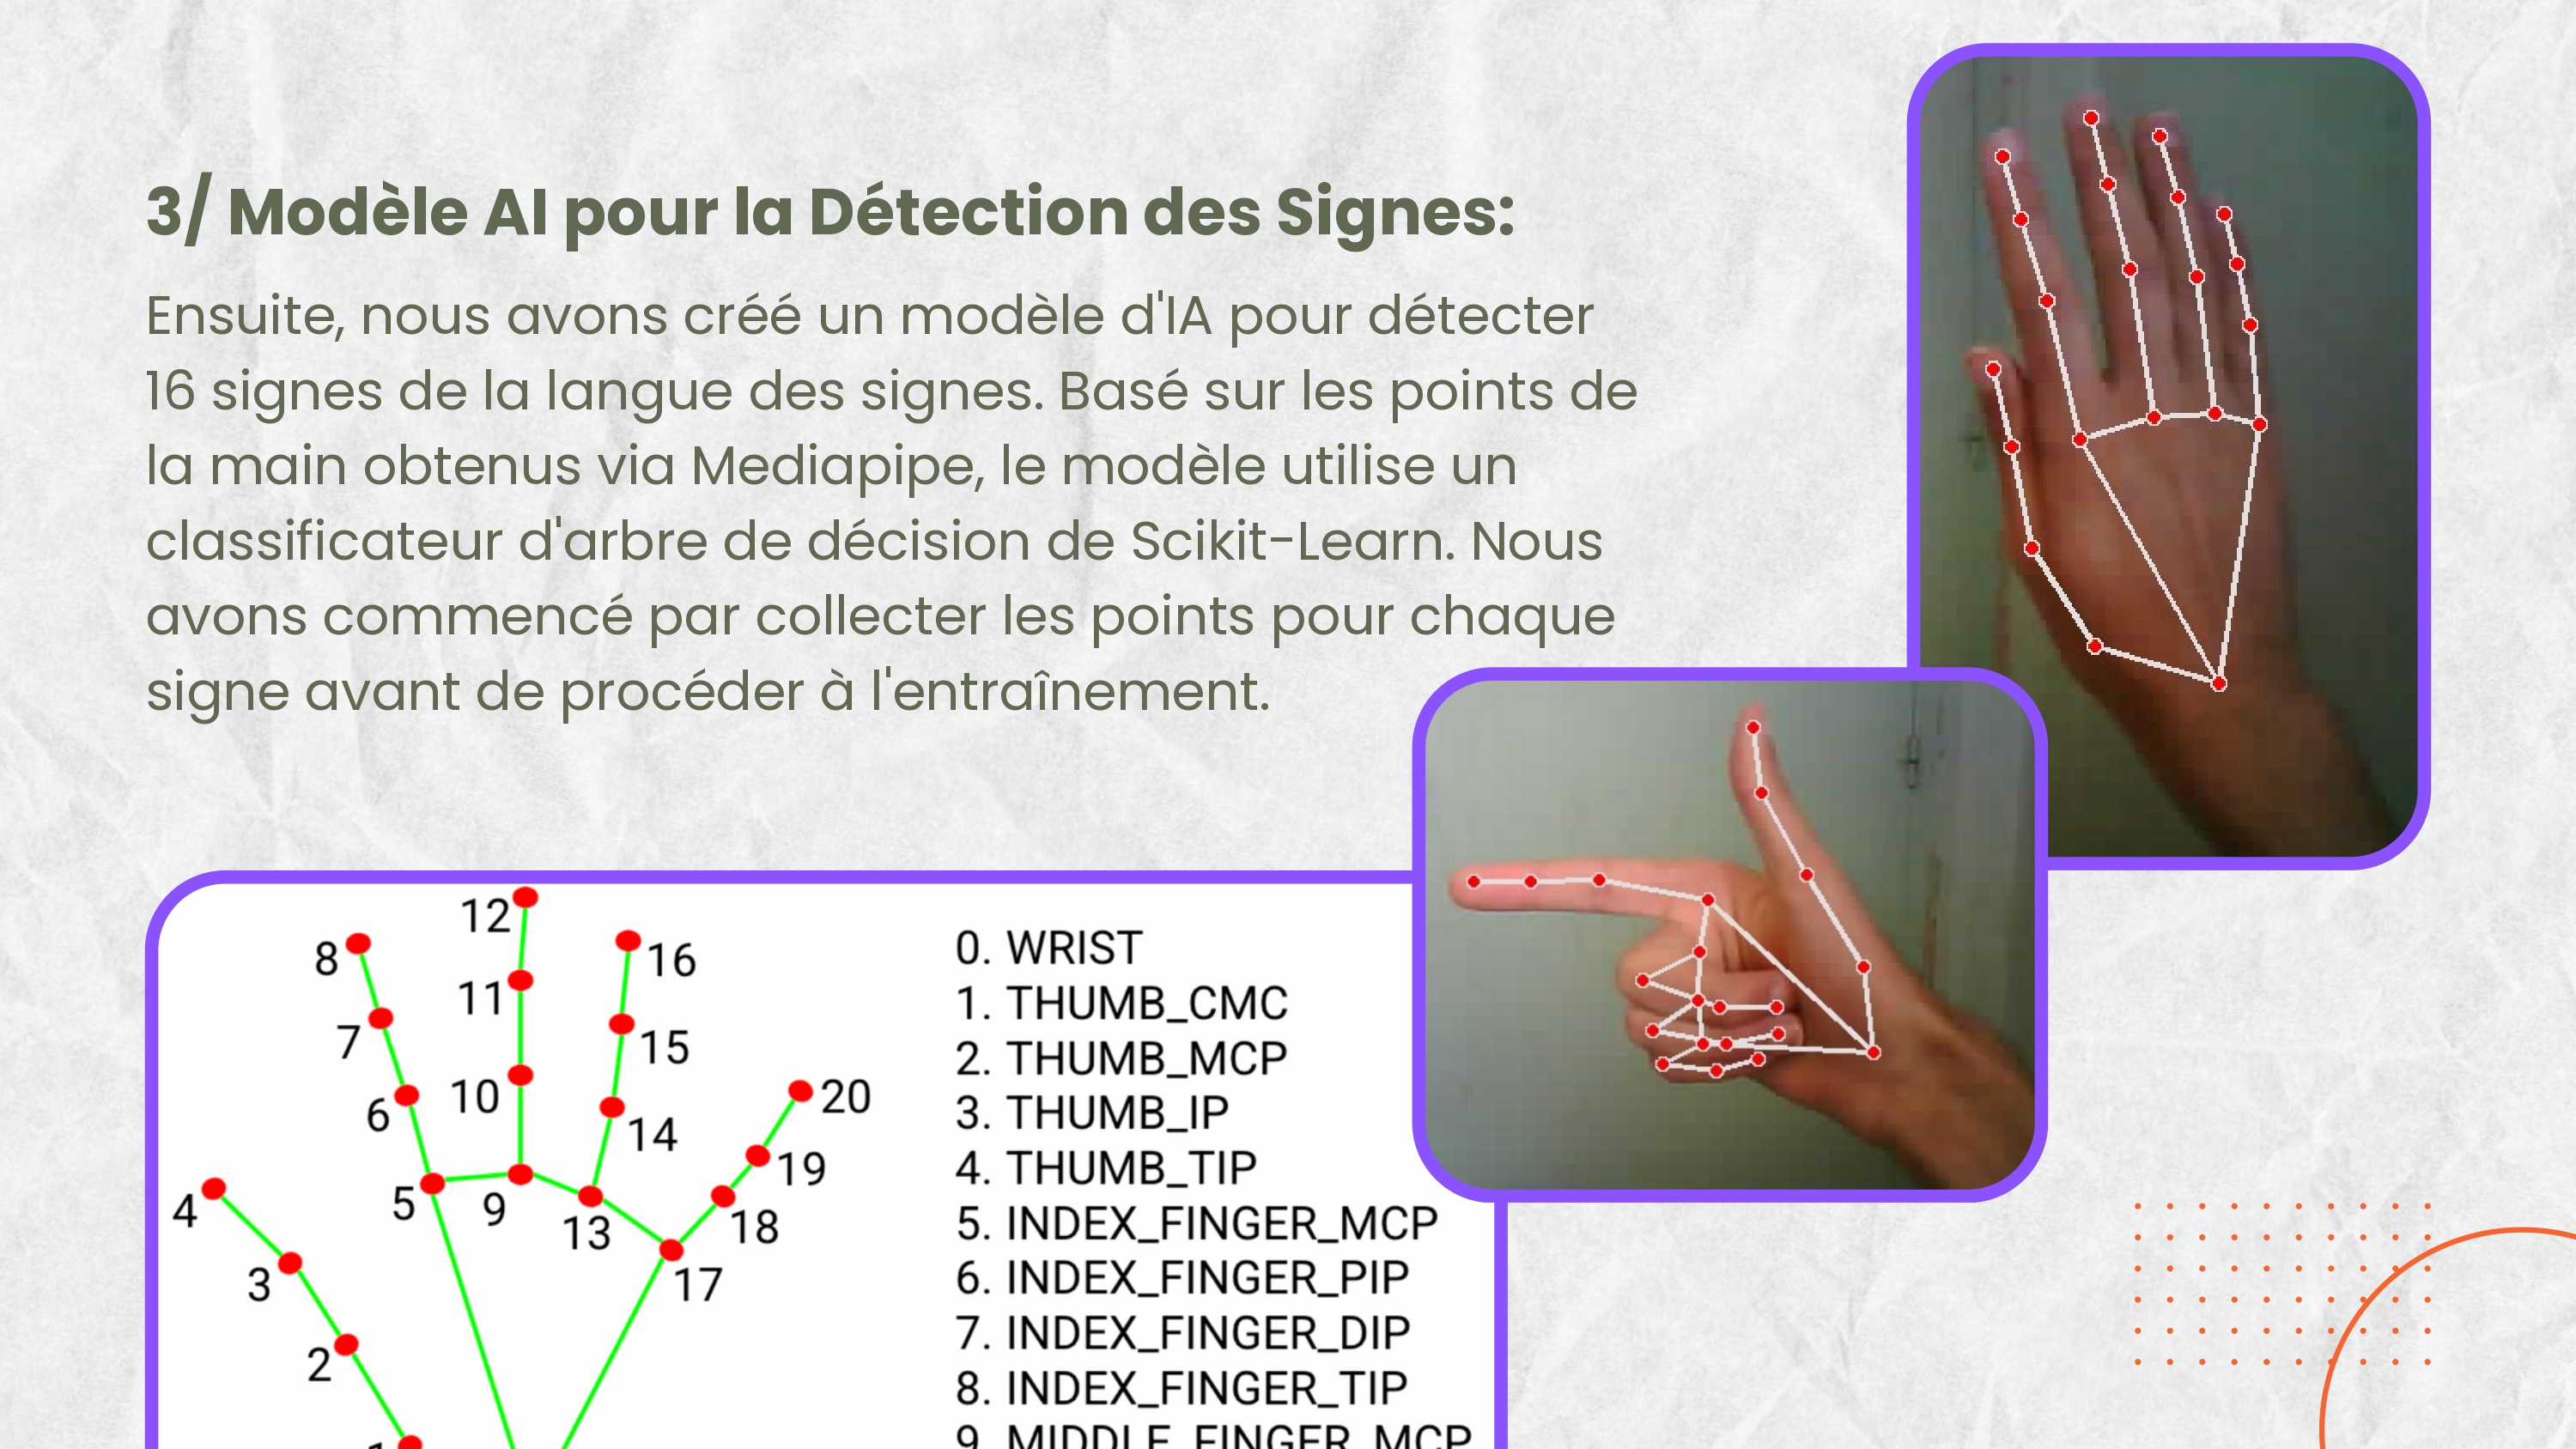 3/ Modèle AI pour la Détection des Signes:
Ensuite, nous avons créé un modèle d'IA pour détecter
16 signes de la langue des signes. Basé sur les points de
la main obtenus via Mediapipe, le modèle utilise un
classificateur d'arbre de décision de Scikit-Learn. Nous
avons commencé par collecter les points pour chaque
signe avant de procéder à l'entraînement.
12
8
16
11
7
15
10
20
6
14
19
4
5
9
13
18
3
17
2
0. WRIST
1. THUMB_CMC
2. THUMB_MCP
3. THUMB_IP
4. THUMB_TIP
5. INDEX_FINGER_MCP
6. INDEX_FINGER_PIP
7. INDEX_FINGER_DIP
8. INDEX_FINGER_TIP
9. MIDDLE_FINGER_MCP